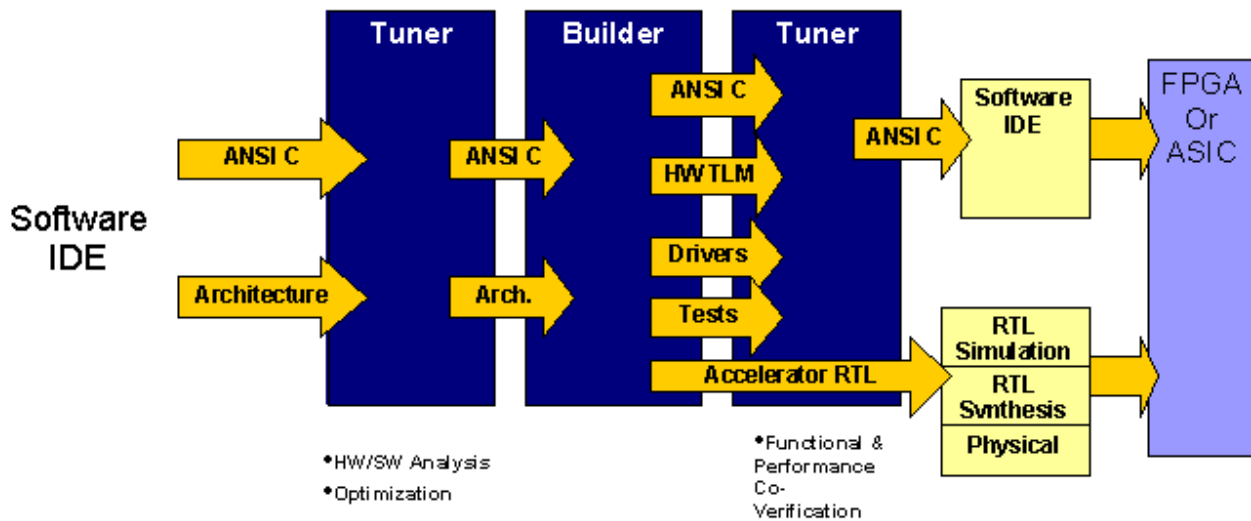 Tuner
Builder
Tuner
ANSI C
ANSI C
ANSI C
HW TLM
ANSI C
Software
IDE
FPGA
Or
ASIC
Software
IDE
Architecture
Arch.
Drivers
Tests
Accelerator RTL
RTL
Simulation
RTL
Synthesis
Physical
•HW/SW Analysis
•Optimization
•Functional &
Performance
Co-
Verification